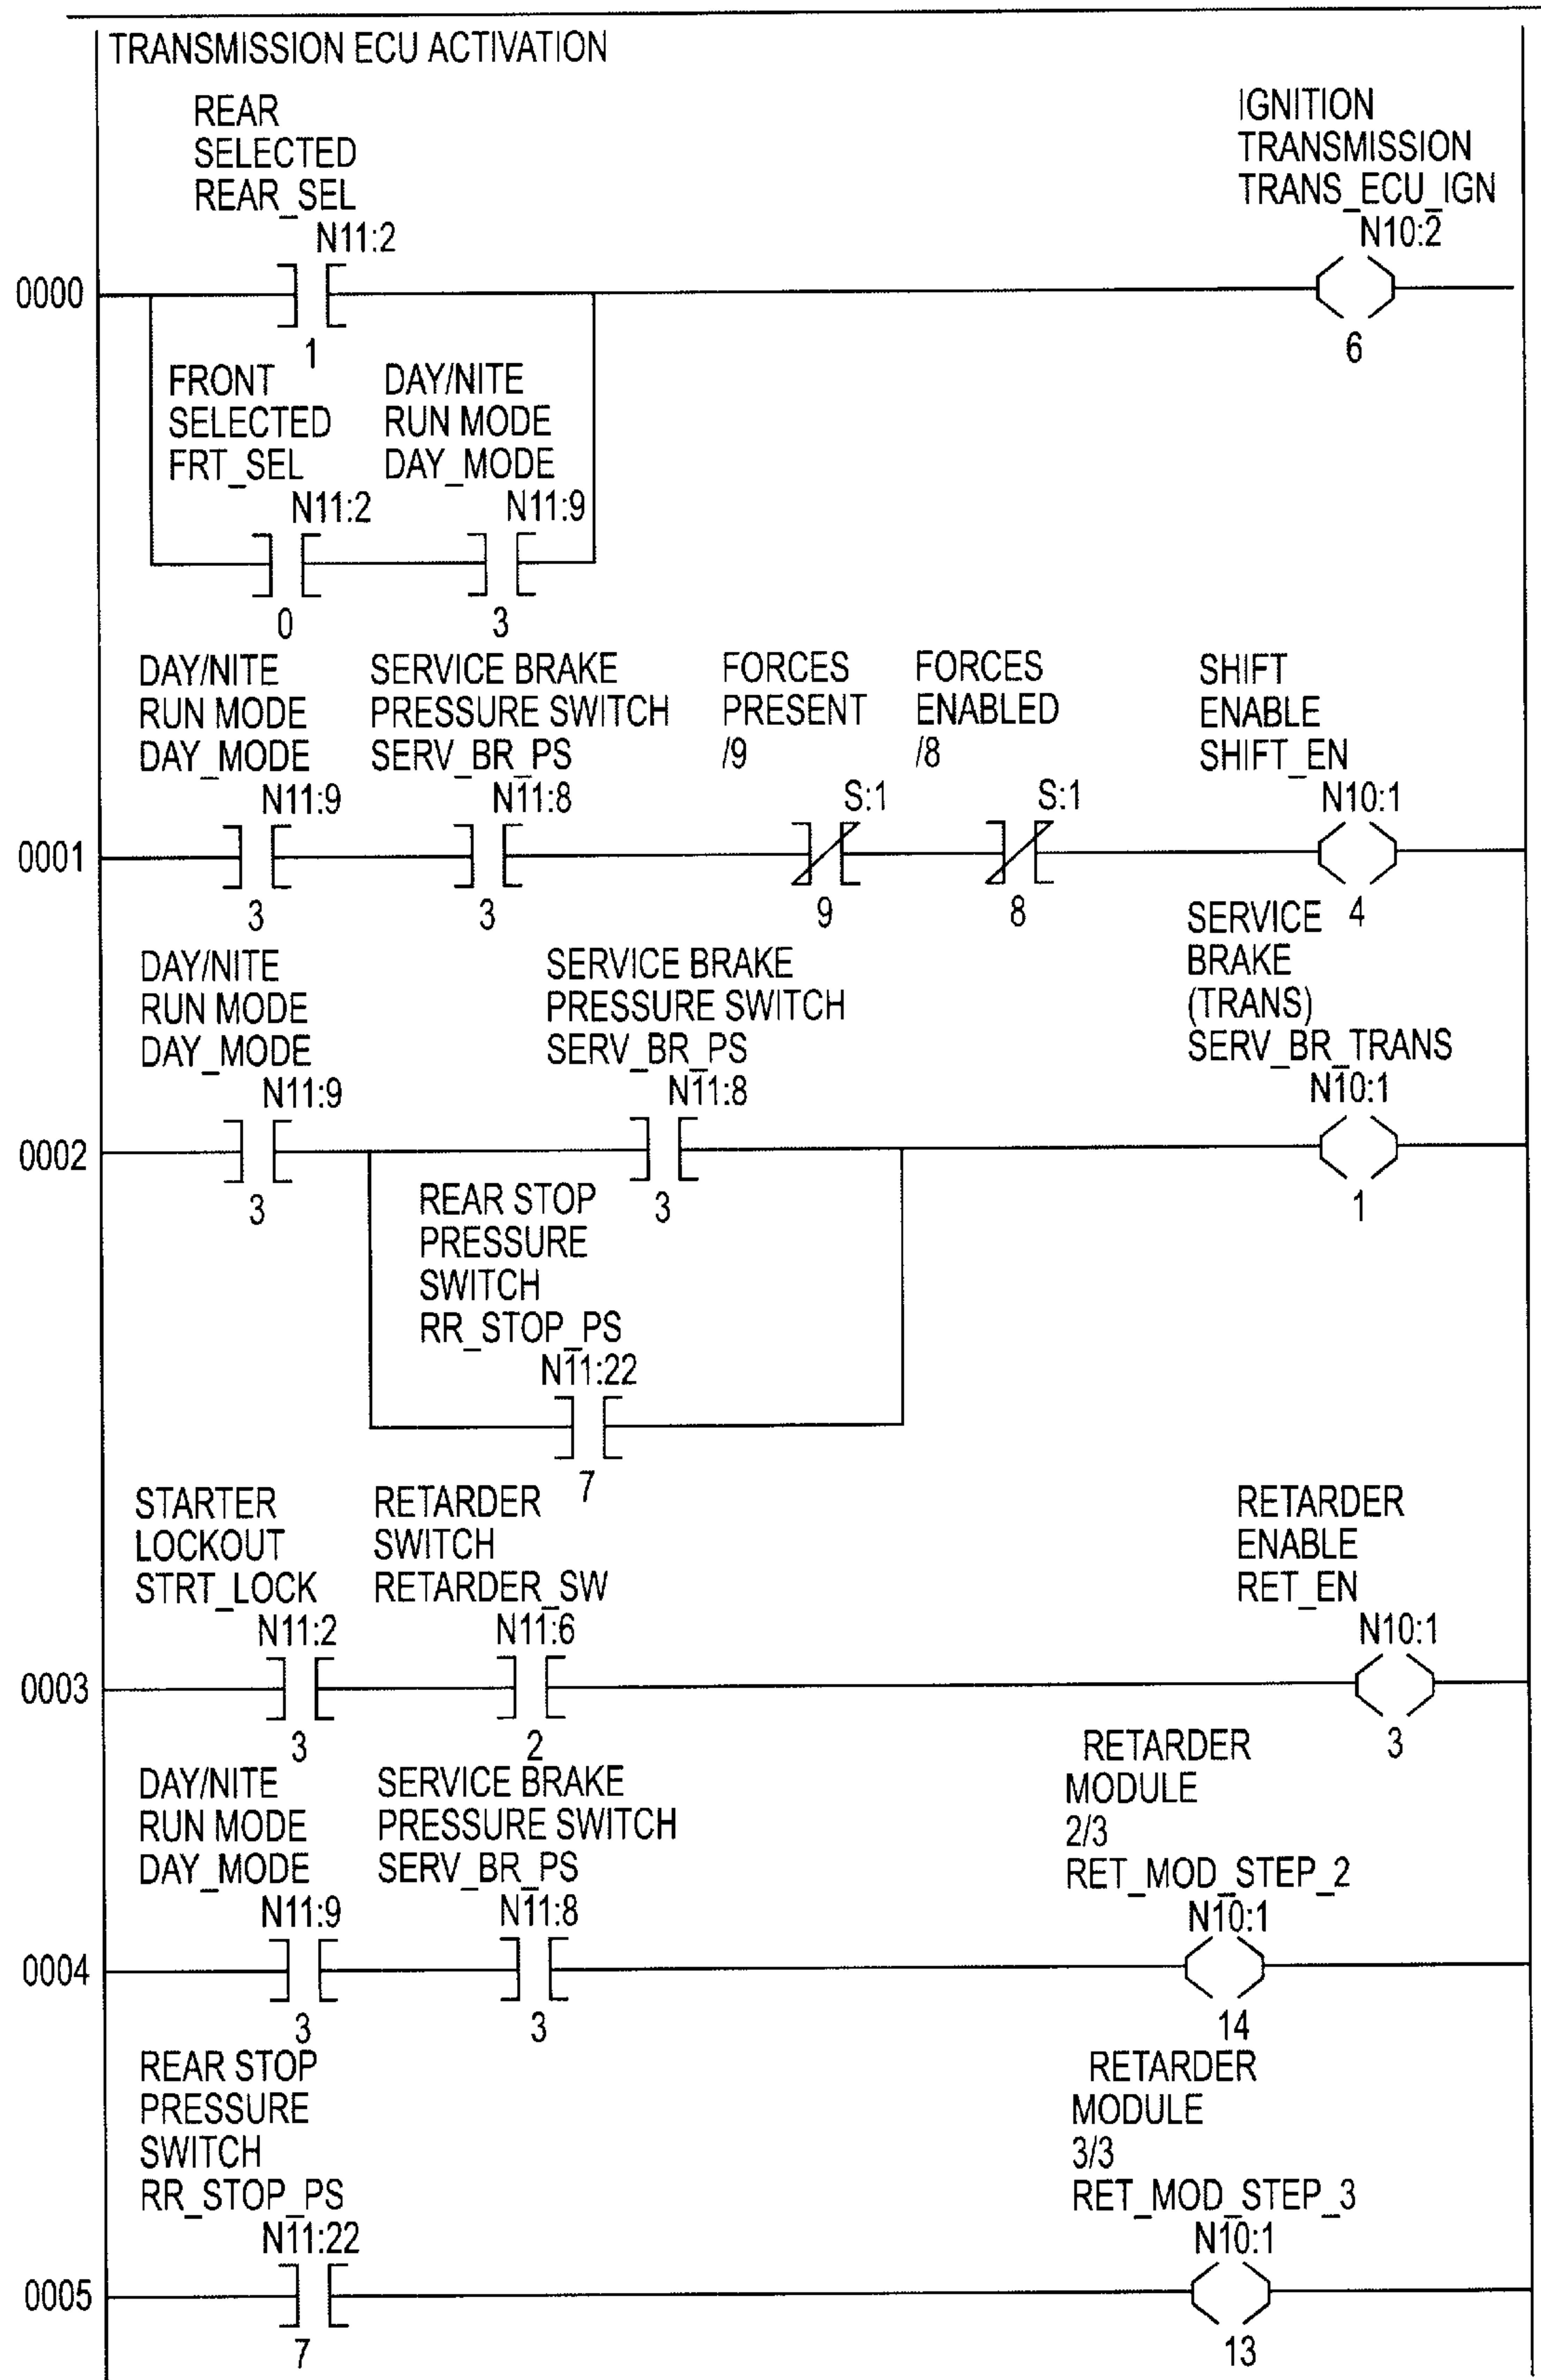 TRANSMISSION ECU ACTIVATION
REAR
SELECTED
REAR_SEL
N11:2
1
IGNITION
TRANSMISSION
TRANS_ECU_IGN
N10:2
6
0000
FRONT
SELECTED
FRT_SEL
N11:2
0
DAY/NITE
RUN MODE
DAY_MODE
N11:9
3
DAY/NITE
RUN MODE
DAY_MODE
N11:9
3
SERVICE BRAKE
PRESSURE SWITCH
SERV_BR_PS
N11:8
3
FORCES
PRESENT
/9
S:1
9
FORCES
ENABLED
/8
S:1
8
SHIFT
ENABLE
SHIFT_EN
N10:1
4
0001
DAY/NITE
RUN MODE
DAY_MODE
N11:9
3
SERVICE BRAKE
PRESSURE SWITCH
SERV_BR_PS
N11:8
3
SERVICE
BRAKE
(TRANS)
SERV_BR_TRANS
N10:1
1
0002
REAR STOP
PRESSURE
SWITCH
RR_STOP_PS
N11:22
7
STARTER
LOCKOUT
STRT_LOCK
N11:2
3
RETARDER
SWITCH
RETARDER_SW
N11:6
2
RETARDER
ENABLE
RET_EN
N10:1
3
0003
DAY/NITE
RUN MODE
DAY_MODE
N11:9
3
SERVICE BRAKE
PRESSURE SWITCH
SERV_BR_PS
N11:8
3
RETARDER
MODULE
2/3
RET_MOD_STEP_2
N10:1
14
0004
REAR STOP
PRESSURE
SWITCH
RR_STOP_PS
N11:22
7
RETARDER
MODULE
3/3
RET_MOD_STEP_3
N10:1
13
0005